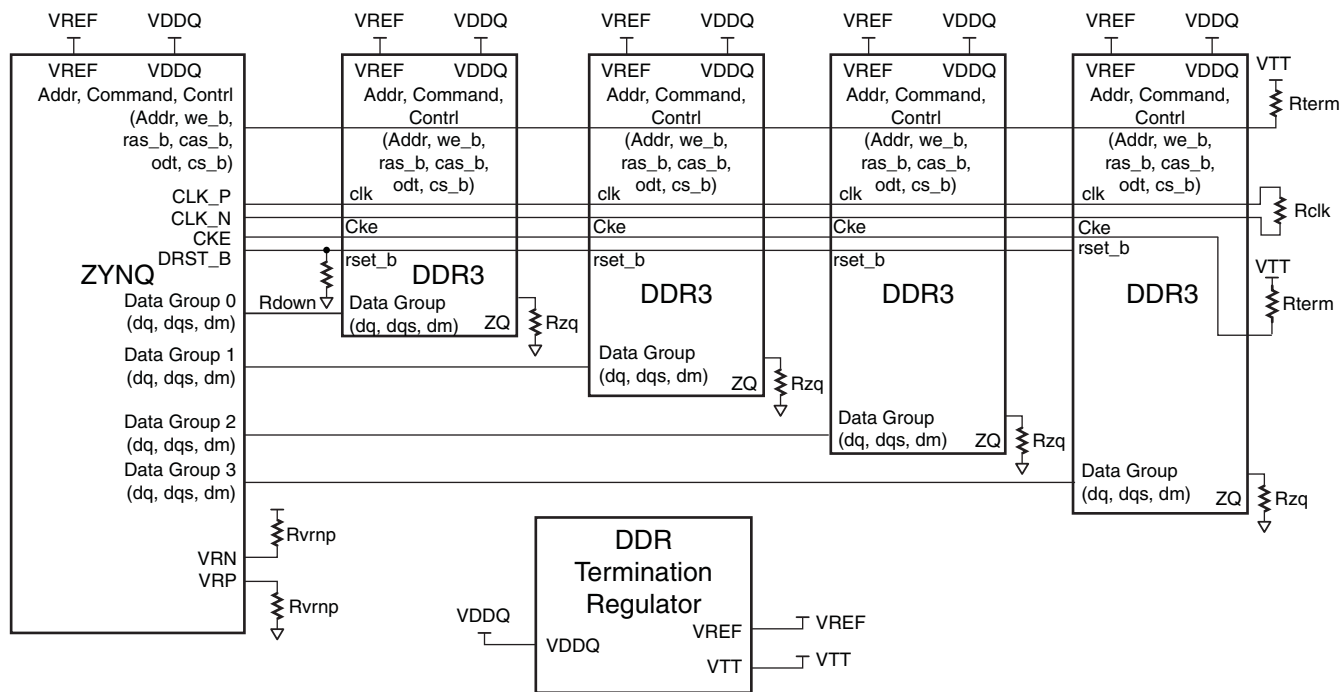 VREF VDDQ VREF VDDQ VREF VDDQ VREF VDDQ VREF VDDQ
VREF VDDQ
Addr, Command, Contrl
(Addr, we_b,
ras_b, cas_b,
odt, cs_b)
CLK_P
CLK_N
CKE
DRST_B
ZYNQ
Data Group 0
(dq, dqs, dm)
Data Group 1
(dq, dqs, dm)
Data Group 2
(dq, dqs, dm)
Data Group 3
(dq, dqs, dm)
VRN
VRP
Rvrnp
Rvrnp
Rdown
VREF VDDQ
Addr, Command,
Contrl
(Addr, we_b,
ras_b, cas_b,
odt, cs_b)
clk
Cke
rset_b
DDR3
Data Group
(dq, dqs, dm)
ZQ
Rzq
VREF VDDQ
Addr, Command,
Contrl
(Addr, we_b,
ras_b, cas_b,
odt, cs_b)
clk
Cke
rset_b
DDR3
Data Group
(dq, dqs, dm)
ZQ
Rzq
VREF VDDQ
Addr, Command,
Contrl
(Addr, we_b,
ras_b, cas_b,
odt, cs_b)
clk
Cke
rset_b
DDR3
Data Group
(dq, dqs, dm)
ZQ
Rzq
VREF VDDQ
Addr, Command,
Contrl
(Addr, we_b,
ras_b, cas_b,
odt, cs_b)
clk
Cke
rset_b
DDR3
Data Group
(dq, dqs, dm)
ZQ
Rzq
VTT
Rterm
Rclk
VTT
Rterm
DDR
Termination
Regulator
VDDQ
VDDQ
VREF
VREF
VTT
VTT